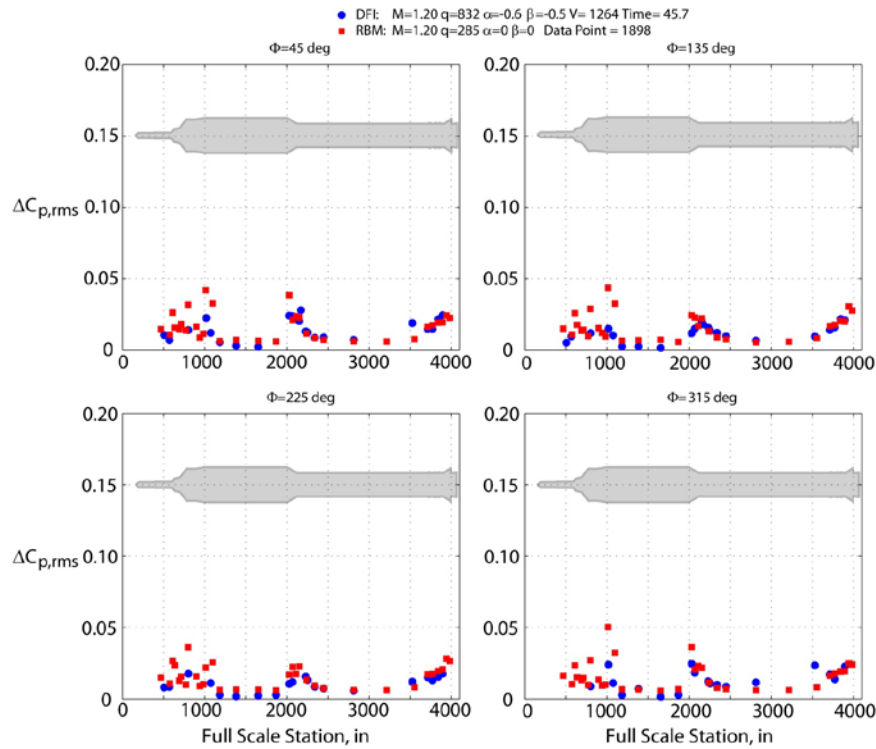 DFI: M=1.20 q=832 α=-0.6 β=-0.5 V= 1264 Time= 45.7
RBM: M=1.20 q=285 α=0 β=0 Data Point = 1898
Φ=45 deg
Φ=135 deg
0.20
0.15
0.10
0.05
0
ΔCp,rms
0 1000 2000 3000 4000
0.20
0.15
0.10
0.05
0
0 1000 2000 3000 4000
Φ=225 deg
Φ=315 deg
0.20
0.15
0.10
0.05
0
ΔCp,rms
0 1000 2000 3000 4000
Full Scale Station, in
0.20
0.15
0.10
0.05
0
0 1000 2000 3000 4000
Full Scale Station, in